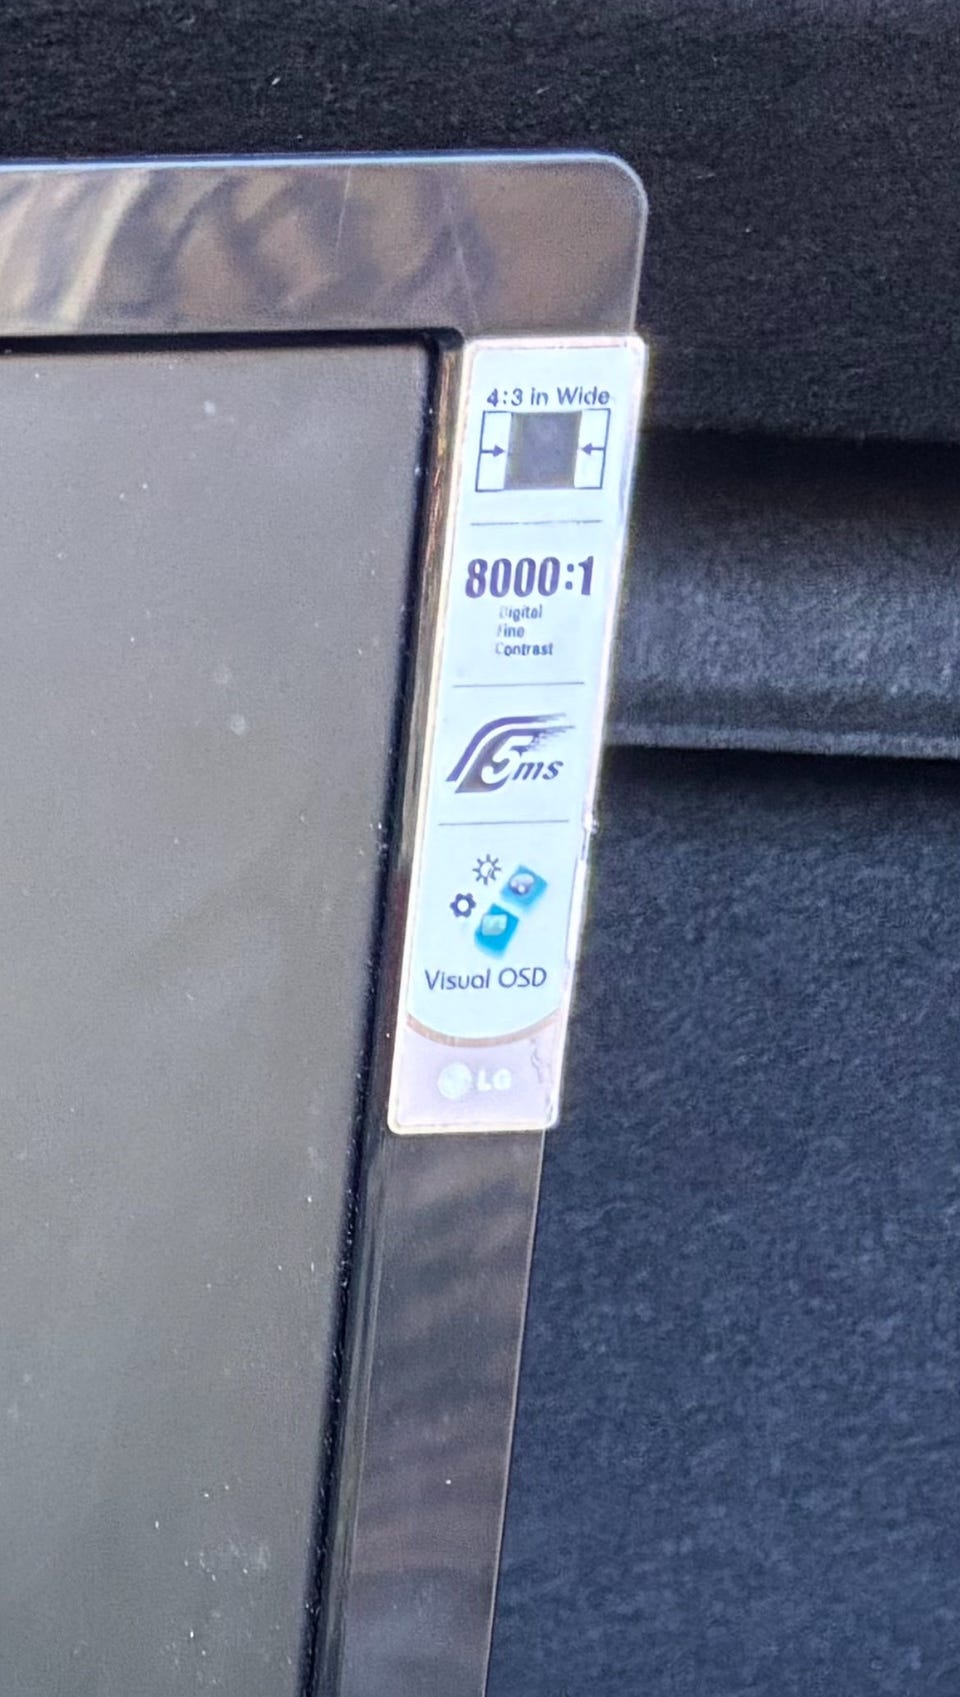 4:3 in Wide
8000:1
Digital
Fine
Contrast
5ms
Visual OSD
LG